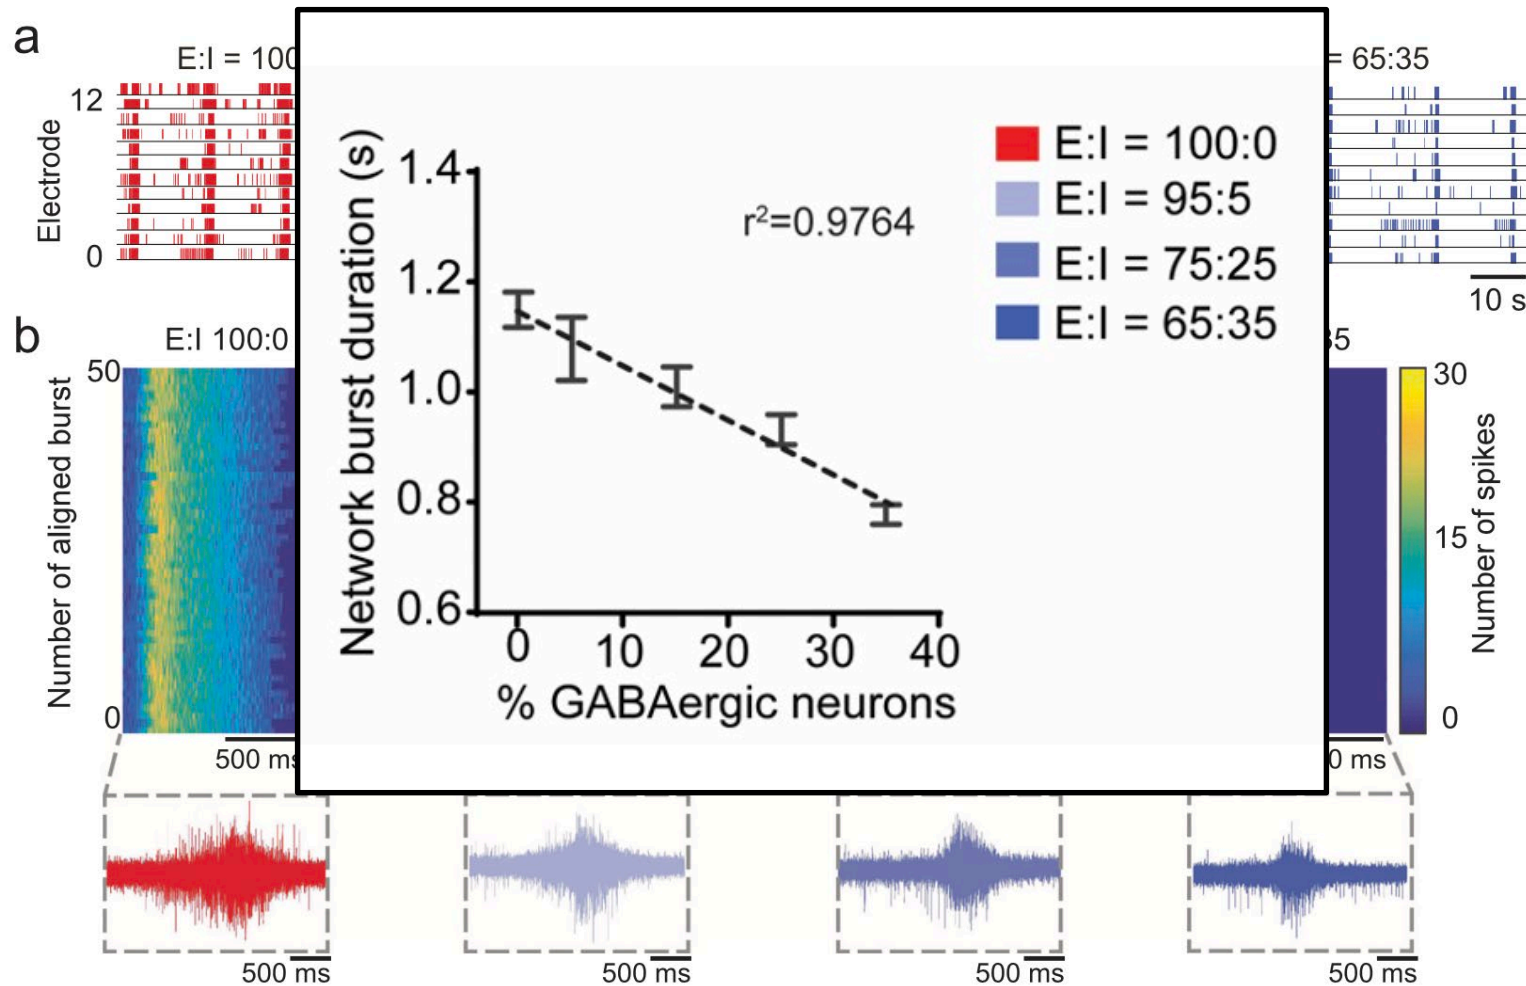 a
E:I = 100
= 65:35
12
Electrode
0
10 s
b
E:I 100:0
35
50
Number of aligned burst
0
500 ms
0 ms
30
15
0
Number of spikes
Network burst duration (s)
1.4
1.2
1.0
0.8
0.6
r²=0.9764
0 10 20 30 40
% GABAergic neurons
E:I = 100:0
E:I = 95:5
E:I = 75:25
E:I = 65:35
500 ms
500 ms
500 ms
500 ms